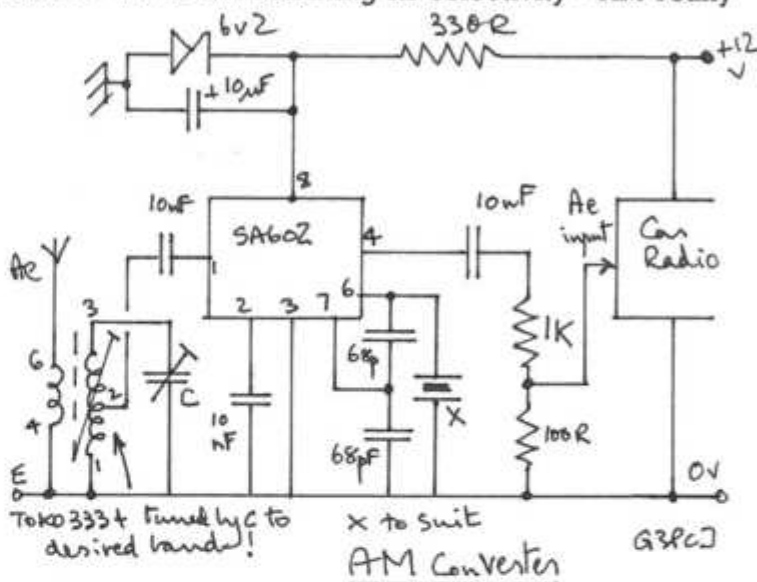 6v2
330R
+12
V
+10µF
8
10nF
SA602
4
10nF
Ae
input
Car
Radio
Ae
1
6
2
3
7
3
1K
6
68p
2
C
X
4
10
nF
100R
1
68pF
E
0v
TOKO 3334 tuned by C to
desired band!
X to suit
G3PCJ
AM Converter